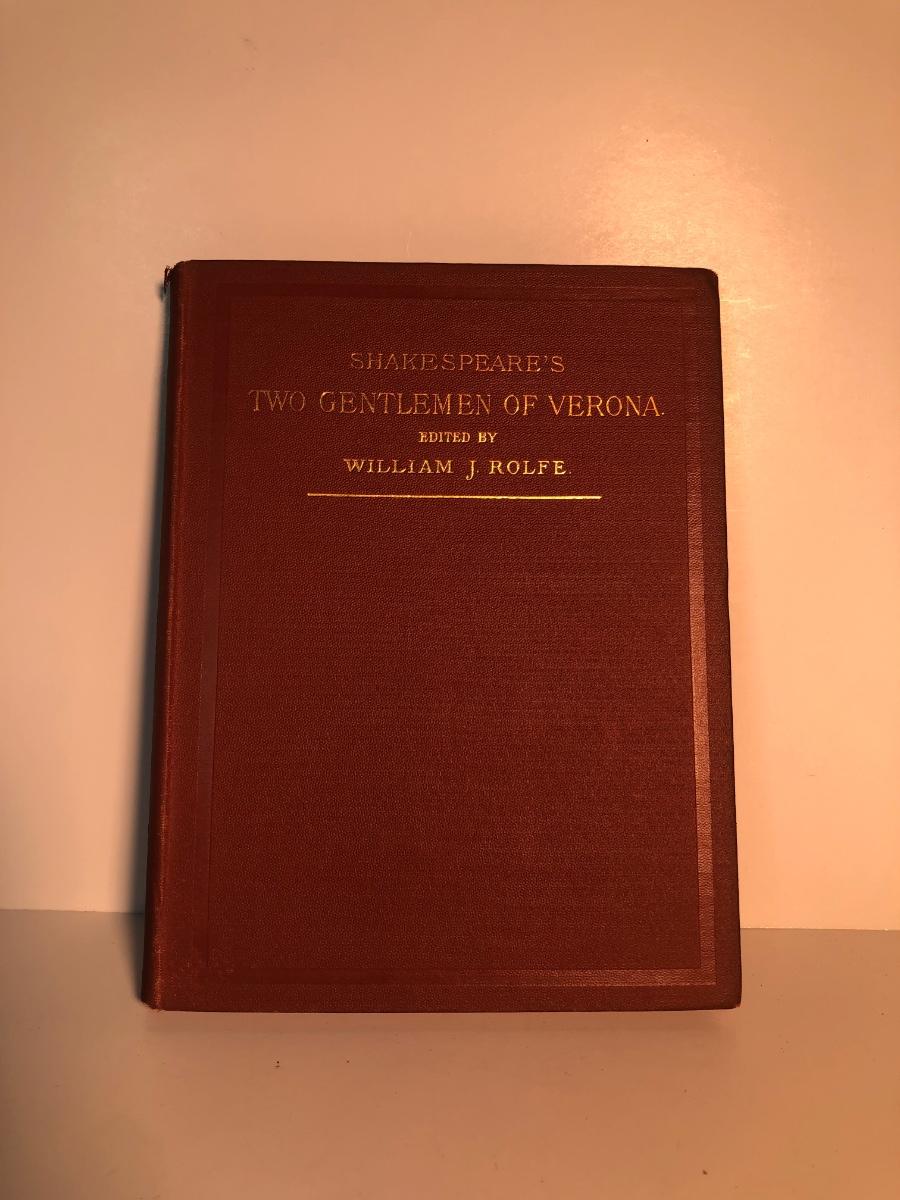 SHAKESPEARE'S
TWO GENTLEMEN OF VERONA.
EDITED BY
WILLIAM J. ROLFE.